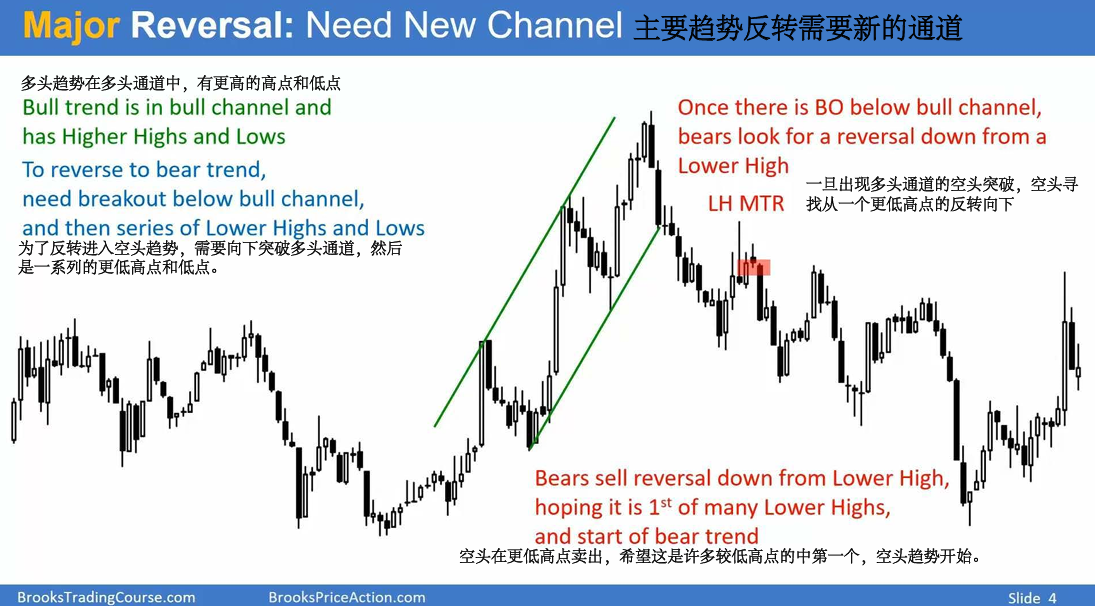 Major Reversal: Need New Channel 主要趋势反转需要新的通道
多头趋势在多头通道中，有更高的高点和低点
Bull trend is in bull channel and
has Higher Highs and Lows
To reverse to bear trend,
need breakout below bull channel,
and then series of Lower Highs and Lows
为了反转进入空头趋势，需要向下突破多头通道，然后
是一系列的更低高点和低点。
Once there is BO below bull channel,
bears look for a reversal down from a
Lower High
一旦出现多头通道的空头突破，空头寻
找从一个更低高点的反转向下
LH MTR
Bears sell reversal down from Lower High,
hoping it is 1st of many Lower Highs,
and start of bear trend
空头在更低高点卖出，希望这是许多较低高点的中第一个，空头趋势开始。
BrooksTradingCourse.com
BrooksPriceAction.com
Slide 4